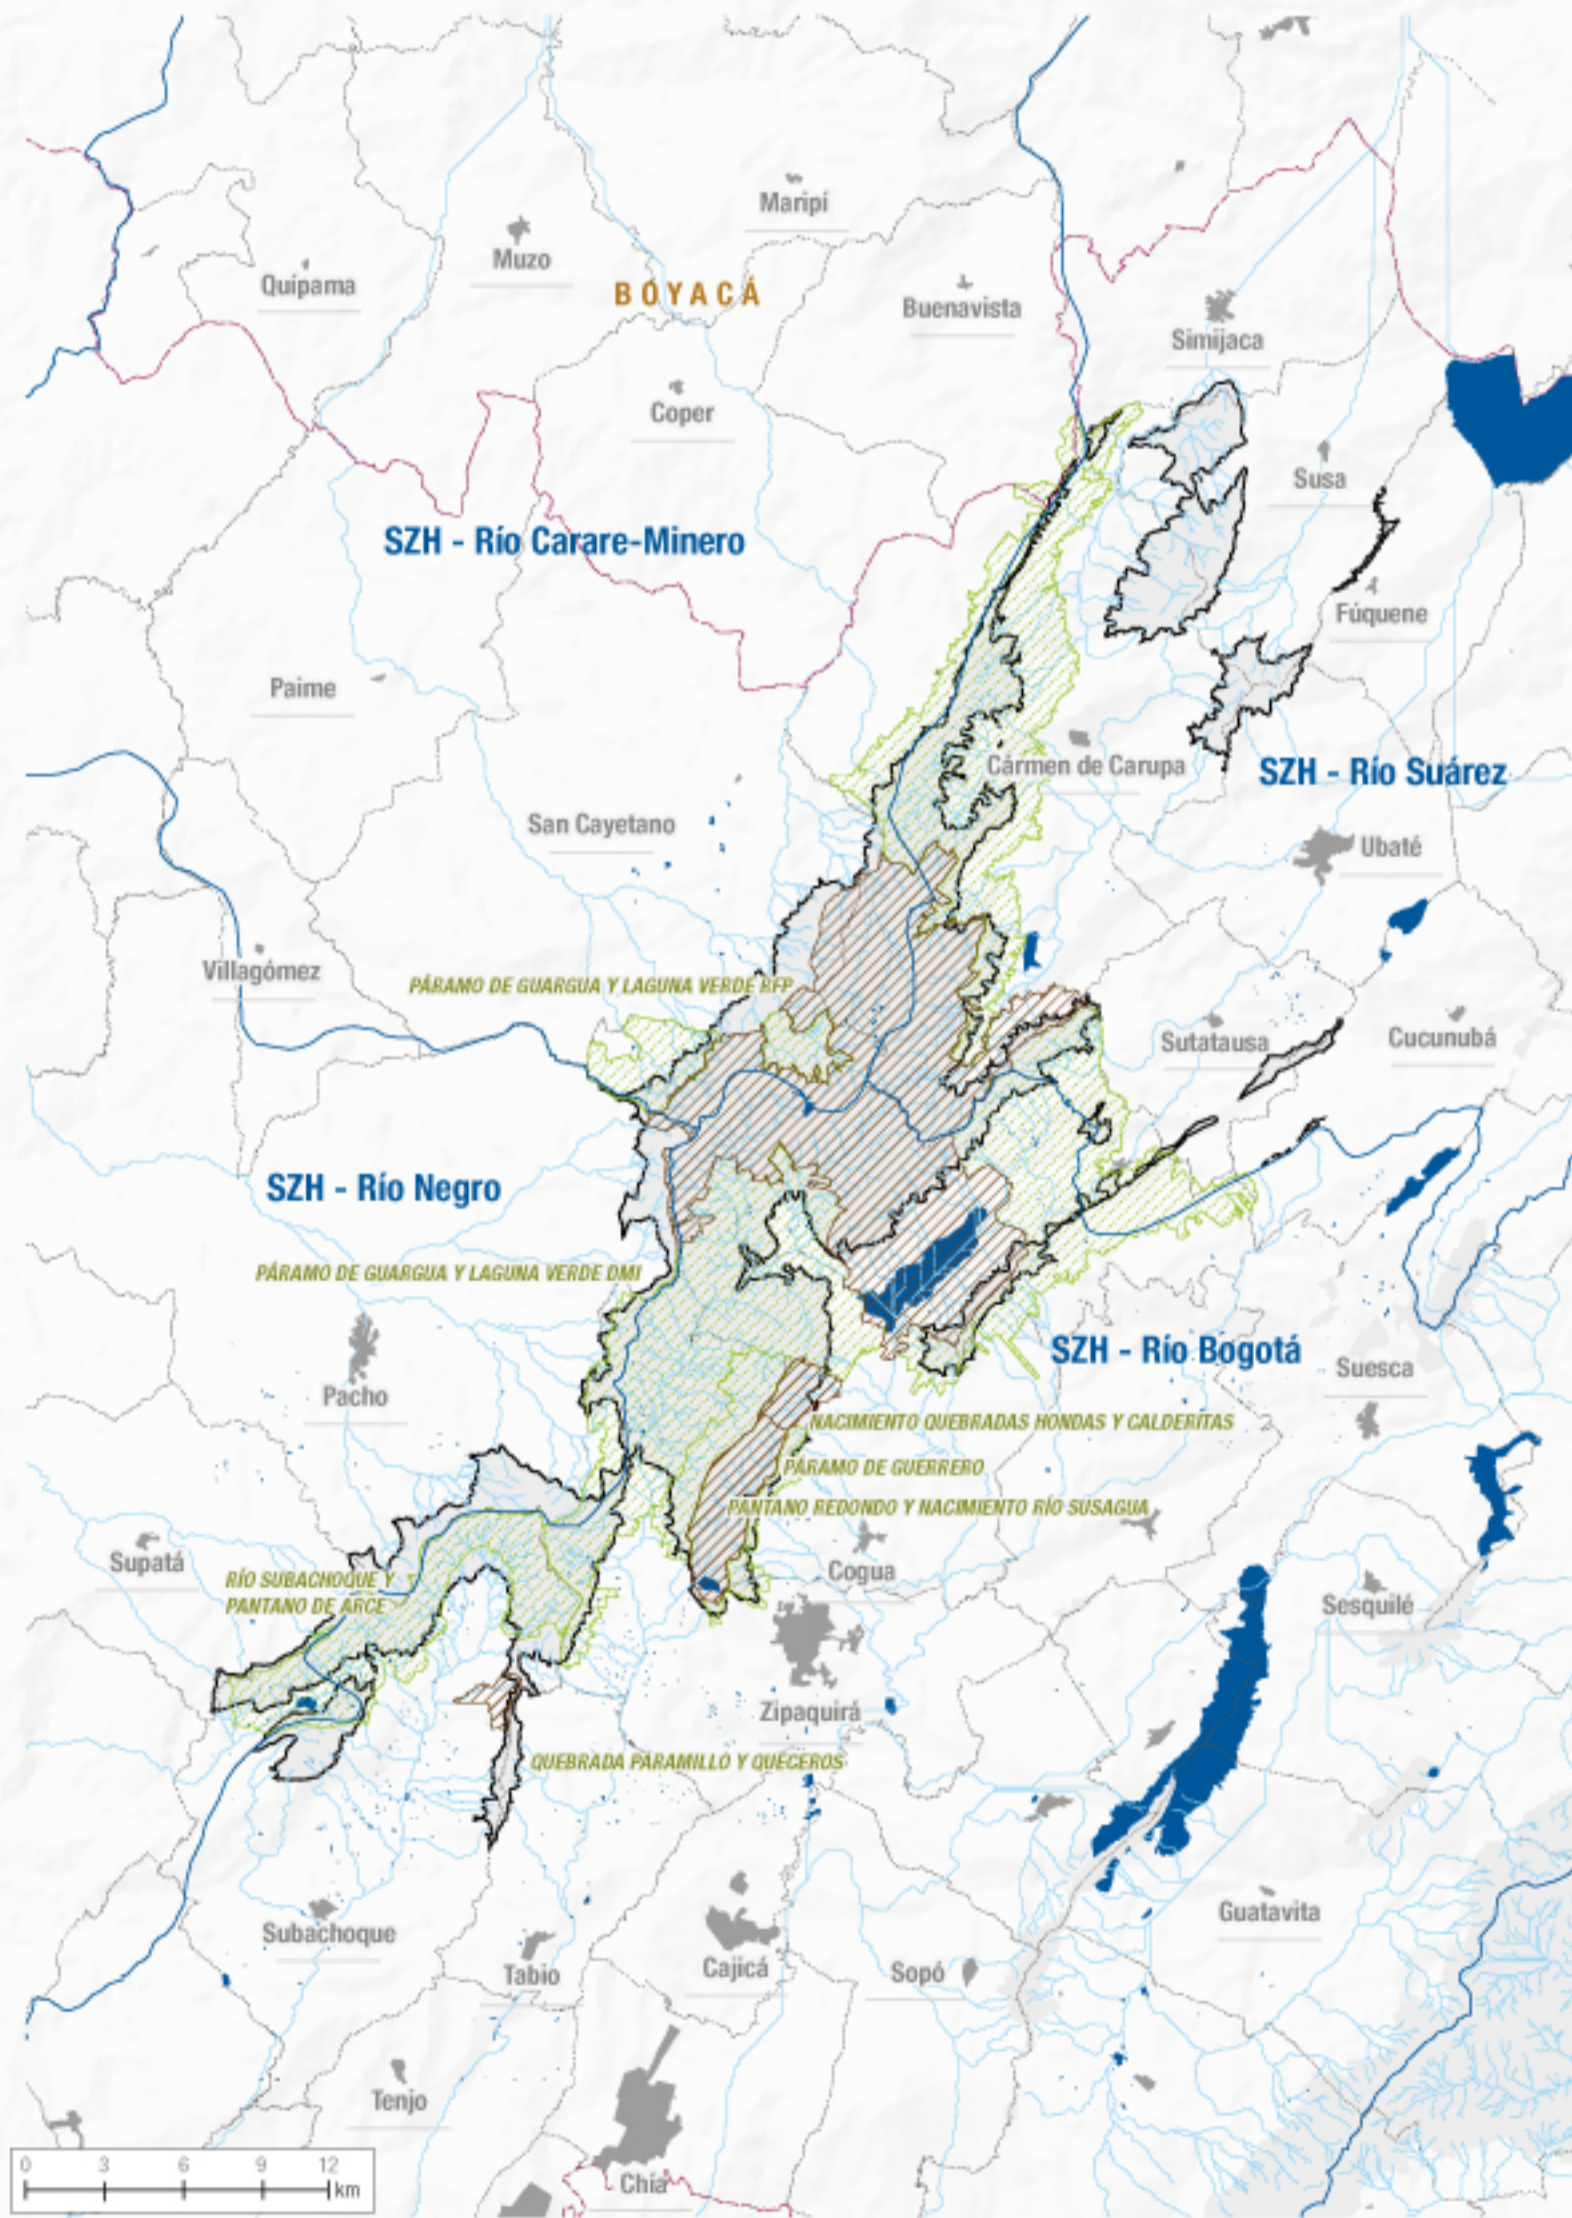 Maripí
Muzo
Quípama
BOYACÁ
Buenavista
Simijaca
Coper
Susa
SZH - Río Carare-Minero
Fúquene
Paime
Cármen de Carupa
SZH - Río Suárez
San Cayetano
Ubaté
Villagómez
PÁRAMO DE GUARGUA Y LAGUNA VERDE RFP
Sutatausa
Cucunubá
SZH - Río Negro
PÁRAMO DE GUARGUA Y LAGUNA VERDE DMI
SZH - Río Bogotá
Suesca
Pacho
NACIMIENTO QUEBRADAS HONDAS Y CALDERITAS
PÁRAMO DE GUERRERO
PANTANO REDONDO Y NACIMIENTO RÍO SUSAGUA
Supatá
Cogua
RÍO SUBACHOQUE Y
PANTANO DE ARCE
Sesquilé
Zipaquirá
QUEBRADA PARAMILLO Y QUECEROS
Guatavita
Subachoque
Tabio
Cajicá
Sopó
Tenjo
0 3 6 9 12
km
Chía